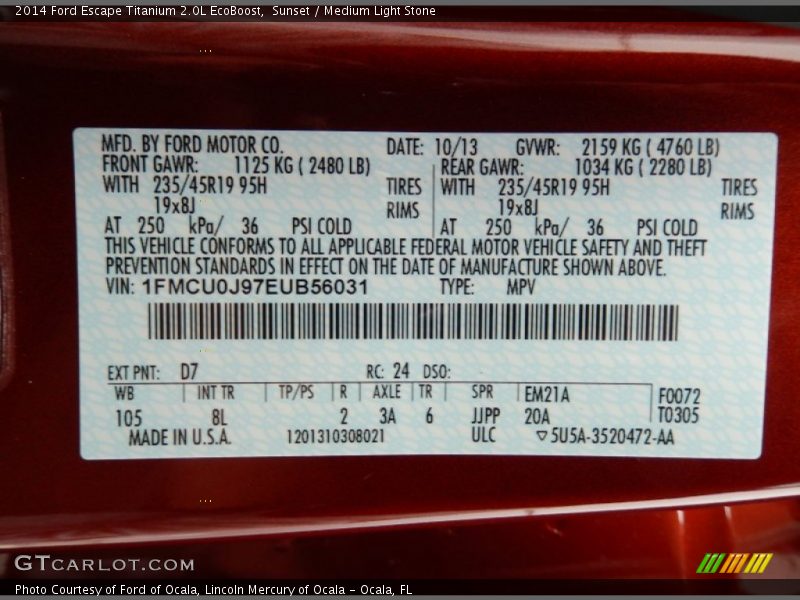 2014 Ford Escape Titanium 2.0L EcoBoost, Sunset / Medium Light Stone
MFD. BY FORD MOTOR CO. DATE: 10/13 GVWR: 2159 KG ( 4760 LB)
FRONT GAWR: 1125 KG ( 2480 LB) REAR GAWR: 1034 KG ( 2280 LB)
WITH 235/45R19 95H TIRES WITH 235/45R19 95H TIRES
19x8J RIMS 19x8J RIMS
AT 250 kPa/ 36 PSI COLD AT 250 kPa/ 36 PSI COLD
THIS VEHICLE CONFORMS TO ALL APPLICABLE FEDERAL MOTOR VEHICLE SAFETY AND THEFT
PREVENTION STANDARDS IN EFFECT ON THE DATE OF MANUFACTURE SHOWN ABOVE.
VIN: 1FMCU0J97EUB56031 TYPE: MPV
EXT PNT: D7 RC: 24 DSO:
WB INT TR TP/PS R AXLE TR SPR EM21A F0072
105 8L 2 3A 6 JJPP 20A T0305
MADE IN U.S.A. 1201310308021 ULC ▽5U5A-3520472-AA
GTCARLOT.COM
Photo Courtesy of Ford of Ocala, Lincoln Mercury of Ocala - Ocala, FL